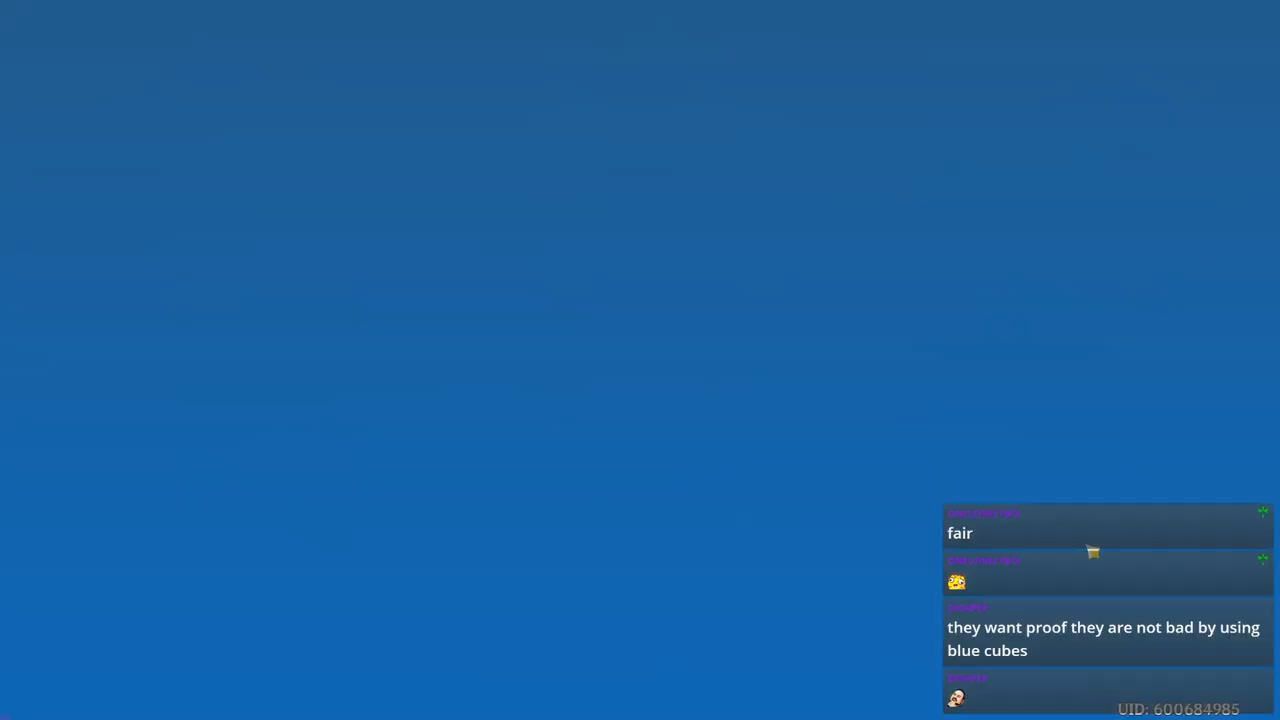 fair
they want proof they are not bad by using
blue cubes
UID: 600684985